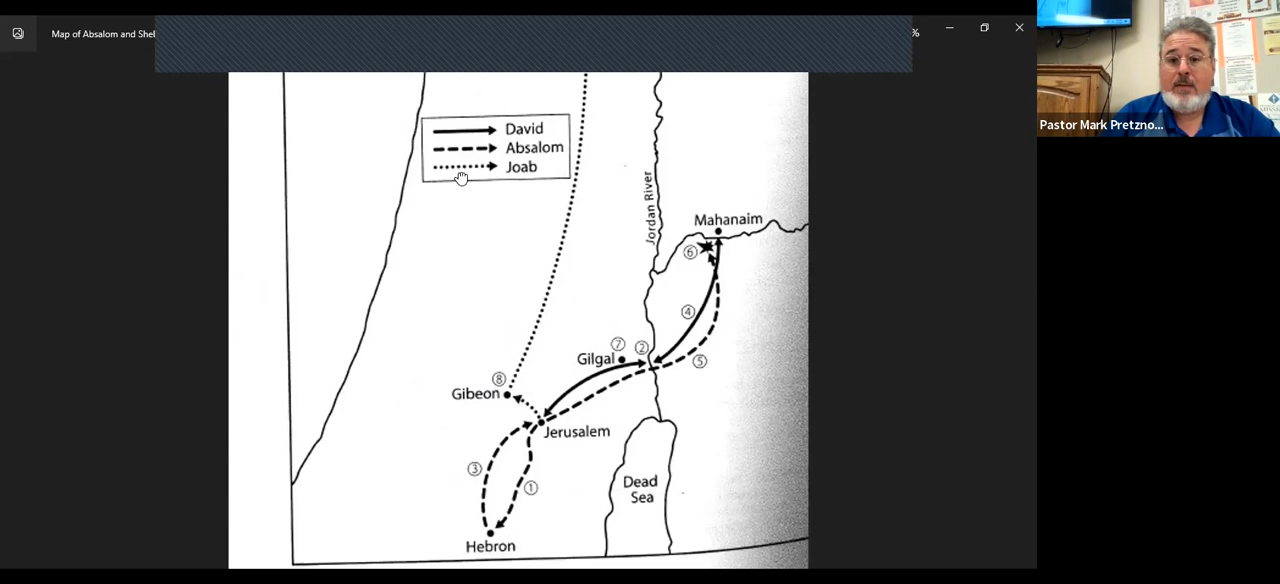 Map of Absalom and Sheb
%
David
Absalom
Joab
Jordan River
Mahanaim
⑥
④
⑦ ②
Gilgal
⑤
⑧
Gibeon
Jerusalem
③
①
Dead
Sea
Hebron
Pastor Mark Pretzno...